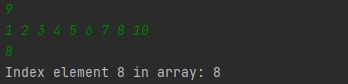 9
1 2 3 4 5 6 7 8 10
8
Index element 8 in array: 8